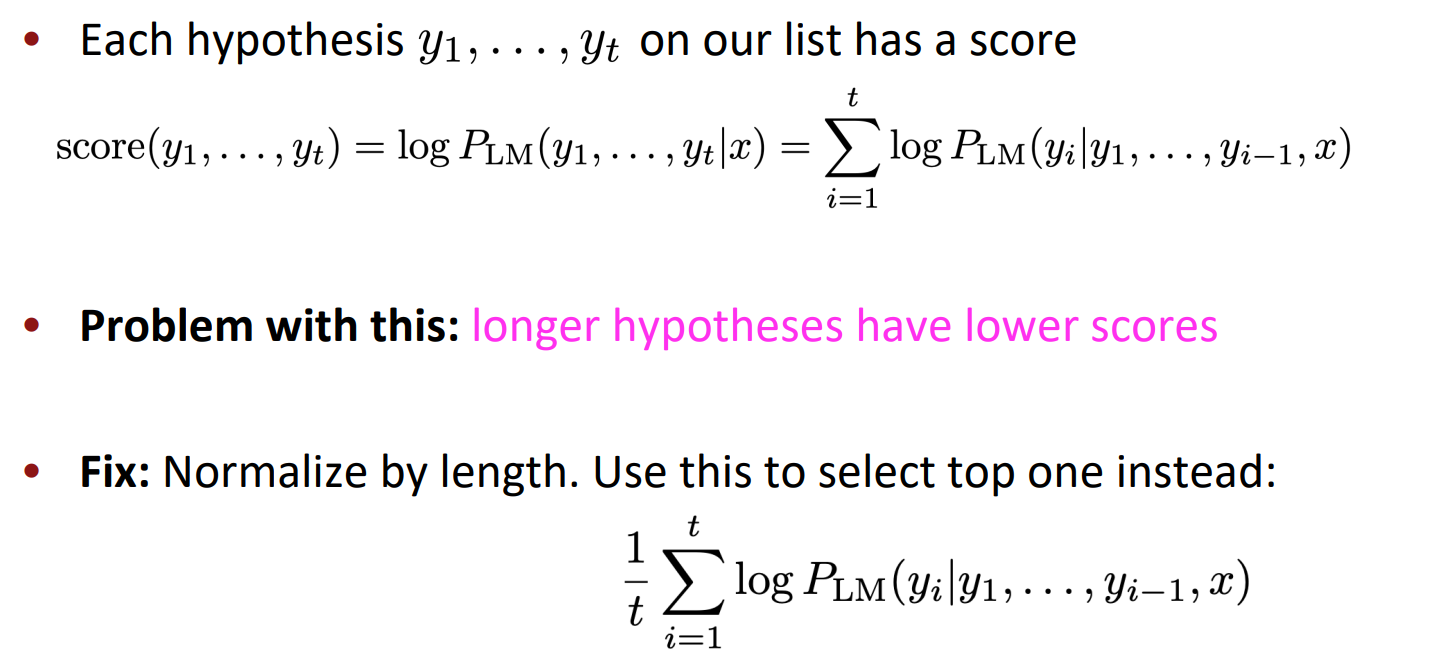 • Each hypothesis $y_1, \ldots, y_t$ on our list has a score
$\text{score}(y_1, \ldots, y_t) = \log P_{\text{LM}}(y_1, \ldots, y_t|x) = \sum_{i=1}^{t} \log P_{\text{LM}}(y_i|y_1, \ldots, y_{i-1}, x)$
• Problem with this: longer hypotheses have lower scores
• Fix: Normalize by length. Use this to select top one instead:
$\frac{1}{t} \sum_{i=1}^{t} \log P_{\text{LM}}(y_i|y_1, \ldots, y_{i-1}, x)$